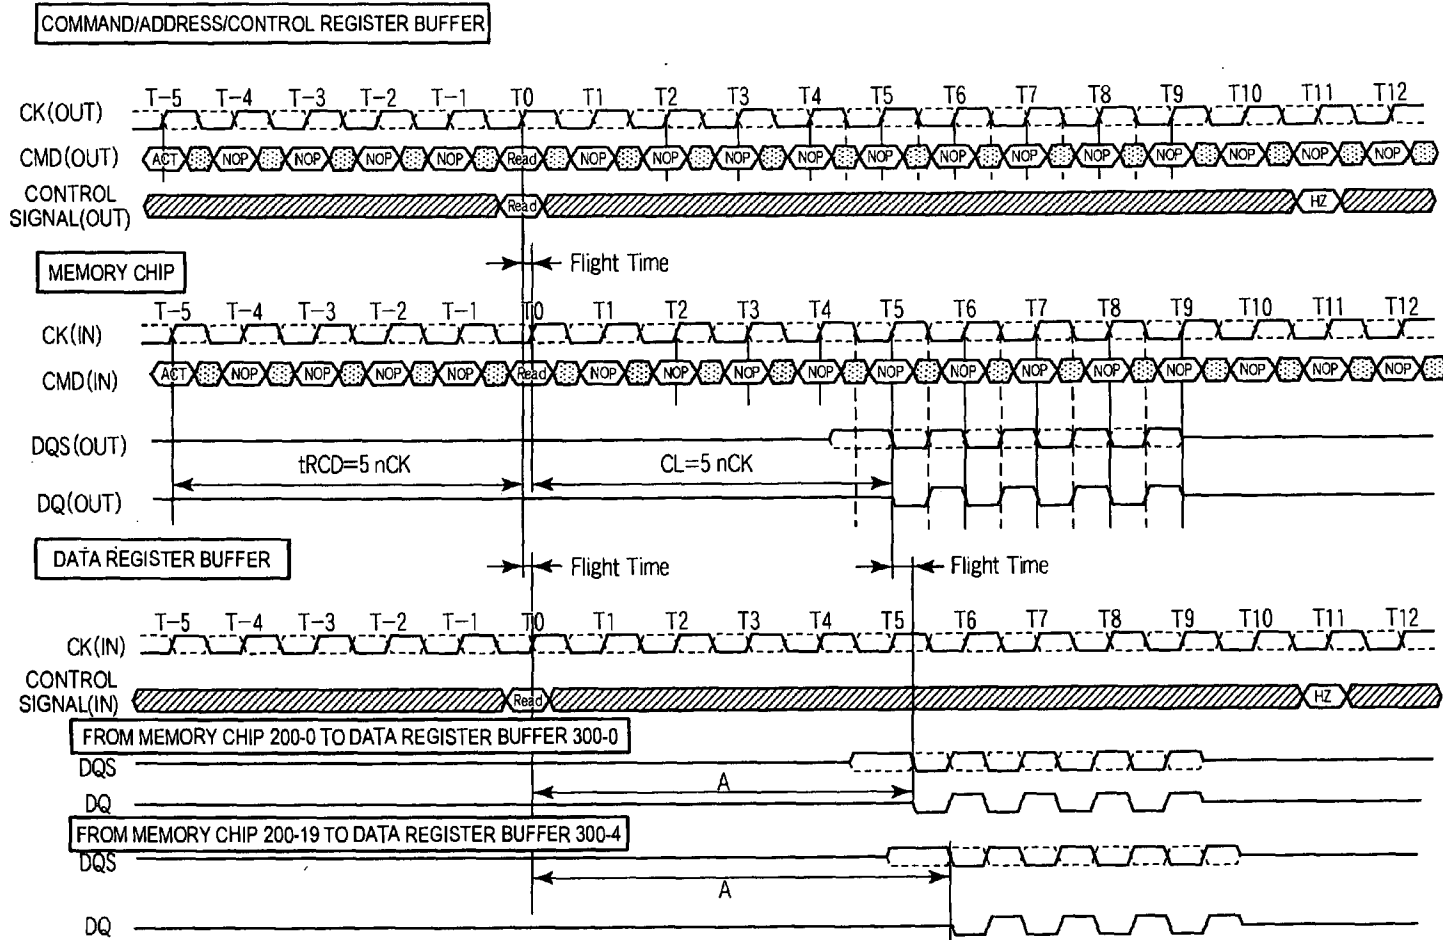 COMMAND/ADDRESS/CONTROL REGISTER BUFFER
T-5 T-4 T-3 T-2 T-1 T0 T1 T2 T3 T4 T5 T6 T7 T8 T9 T10 T11 T12
CK(OUT)
CMD(OUT) ACT NOP NOP NOP NOP Read NOP NOP NOP NOP NOP NOP NOP NOP NOP NOP NOP NOP
CONTROL
SIGNAL(OUT) Read HZ
MEMORY CHIP
Flight Time
T-5 T-4 T-3 T-2 T-1 T0 T1 T2 T3 T4 T5 T6 T7 T8 T9 T10 T11 T12
CK(IN)
CMD(IN) ACT NOP NOP NOP NOP Read NOP NOP NOP NOP NOP NOP NOP NOP NOP NOP NOP NOP
DQS(OUT)
tRCD=5 nCK CL=5 nCK
DQ(OUT)
DATA REGISTER BUFFER
Flight Time Flight Time
T-5 T-4 T-3 T-2 T-1 T0 T1 T2 T3 T4 T5 T6 T7 T8 T9 T10 T11 T12
CK(IN)
CONTROL
SIGNAL(IN) Read HZ
FROM MEMORY CHIP 200-0 TO DATA REGISTER BUFFER 300-0
DQS
A
DQ
FROM MEMORY CHIP 200-19 TO DATA REGISTER BUFFER 300-4
DQS
A
DQ